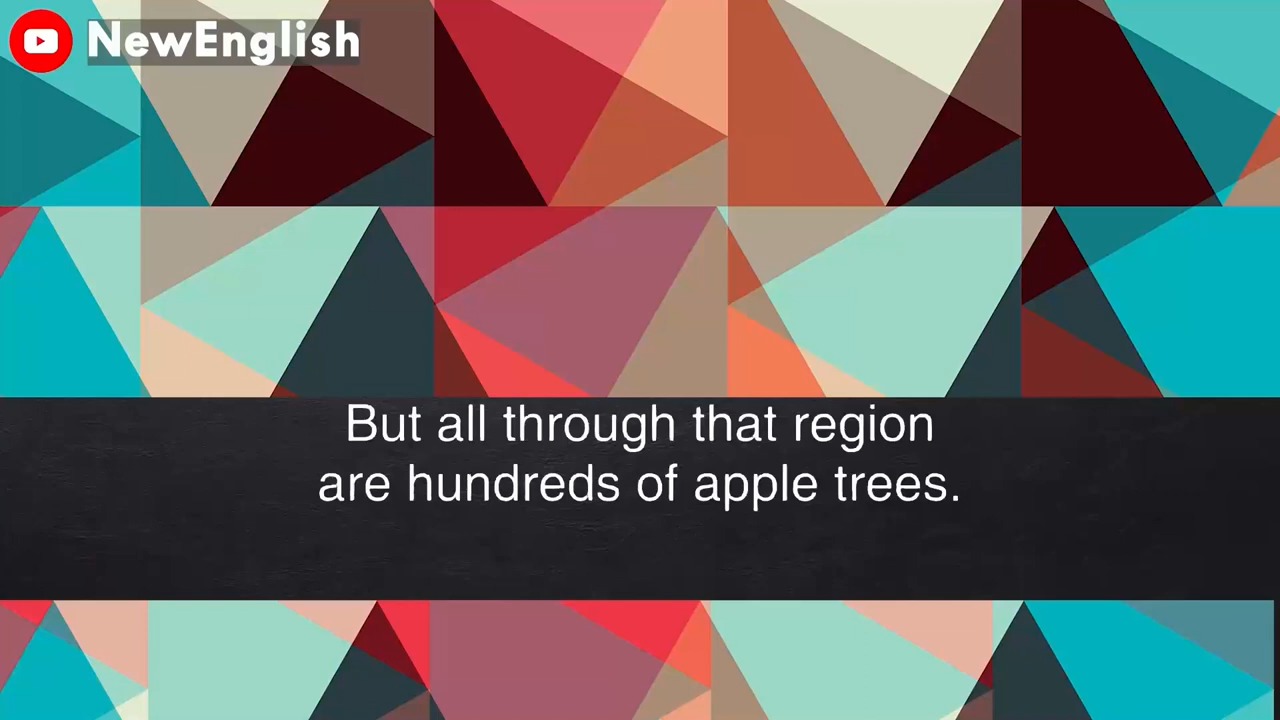 NewEnglish
But all through that region
are hundreds of apple trees.